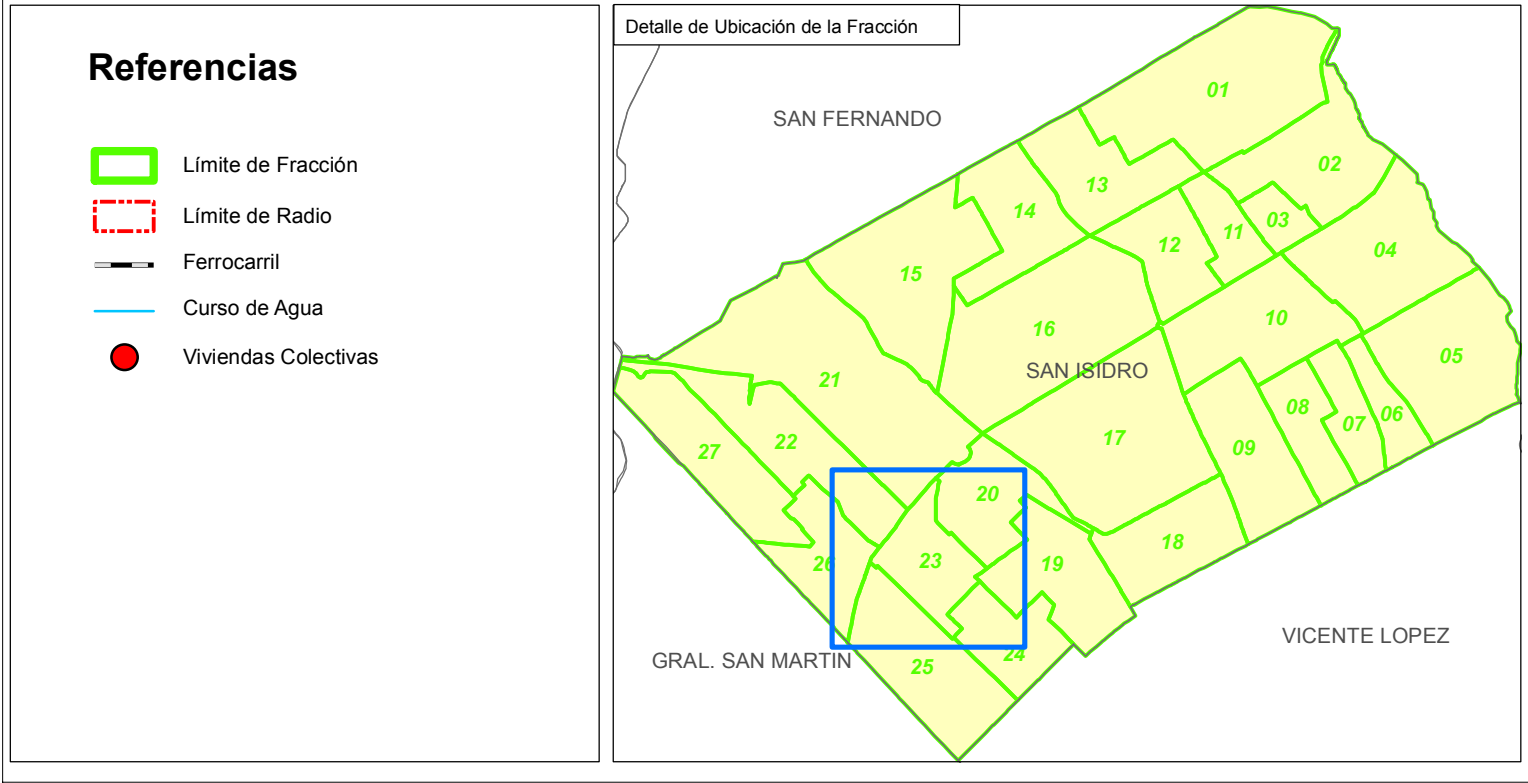 Referencias
Límite de Fracción
Límite de Radio
Ferrocarril
Curso de Agua
Viviendas Colectivas
Detalle de Ubicación de la Fracción
01
SAN FERNANDO
02
13
14
03
11
12
04
15
10
16
05
SAN ISIDRO
21
08
06
07
17
22
09
27
20
18
23
19
26
VICENTE LOPEZ
24
GRAL. SAN MARTIN
25